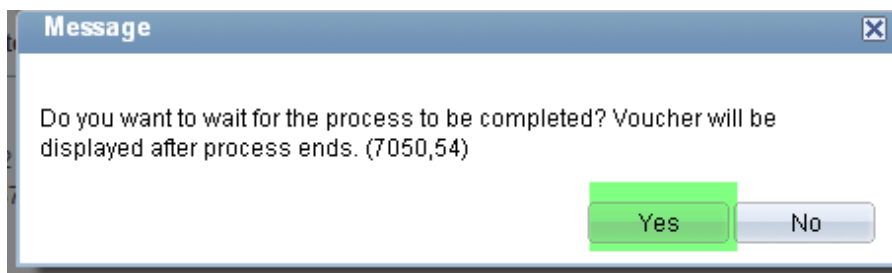 Message
Do you want to wait for the process to be completed? Voucher will be
displayed after process ends. (7050,54)
Yes No